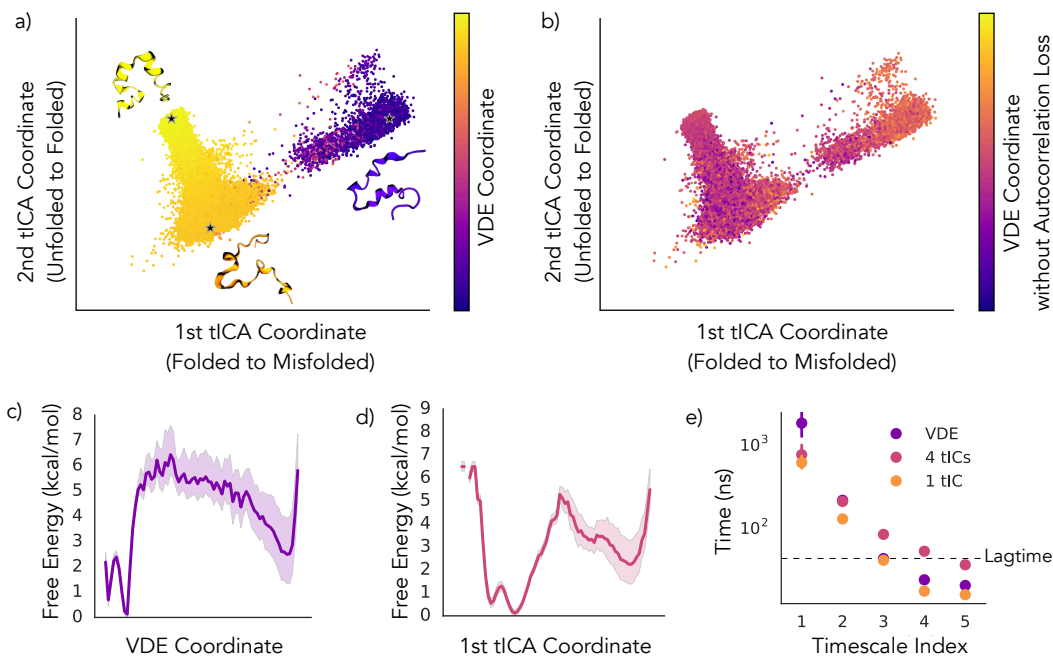 a)
2nd tICA Coordinate
(Unfolded to Folded)
1st tICA Coordinate
(Folded to Misfolded)
VDE Coordinate
b)
2nd tICA Coordinate
(Unfolded to Folded)
1st tICA Coordinate
(Folded to Misfolded)
VDE Coordinate
without Autocorrelation Loss
c)
Free Energy (kcal/mol)
8
7
6
5
4
3
2
1
0
VDE Coordinate
d)
Free Energy (kcal/mol)
9
8
7
6
5
4
3
2
1
0
1st tICA Coordinate
e)
Time (ns)
10³
10²
VDE
4 tICs
1 tIC
Lagtime
1 2 3 4 5
Timescale Index